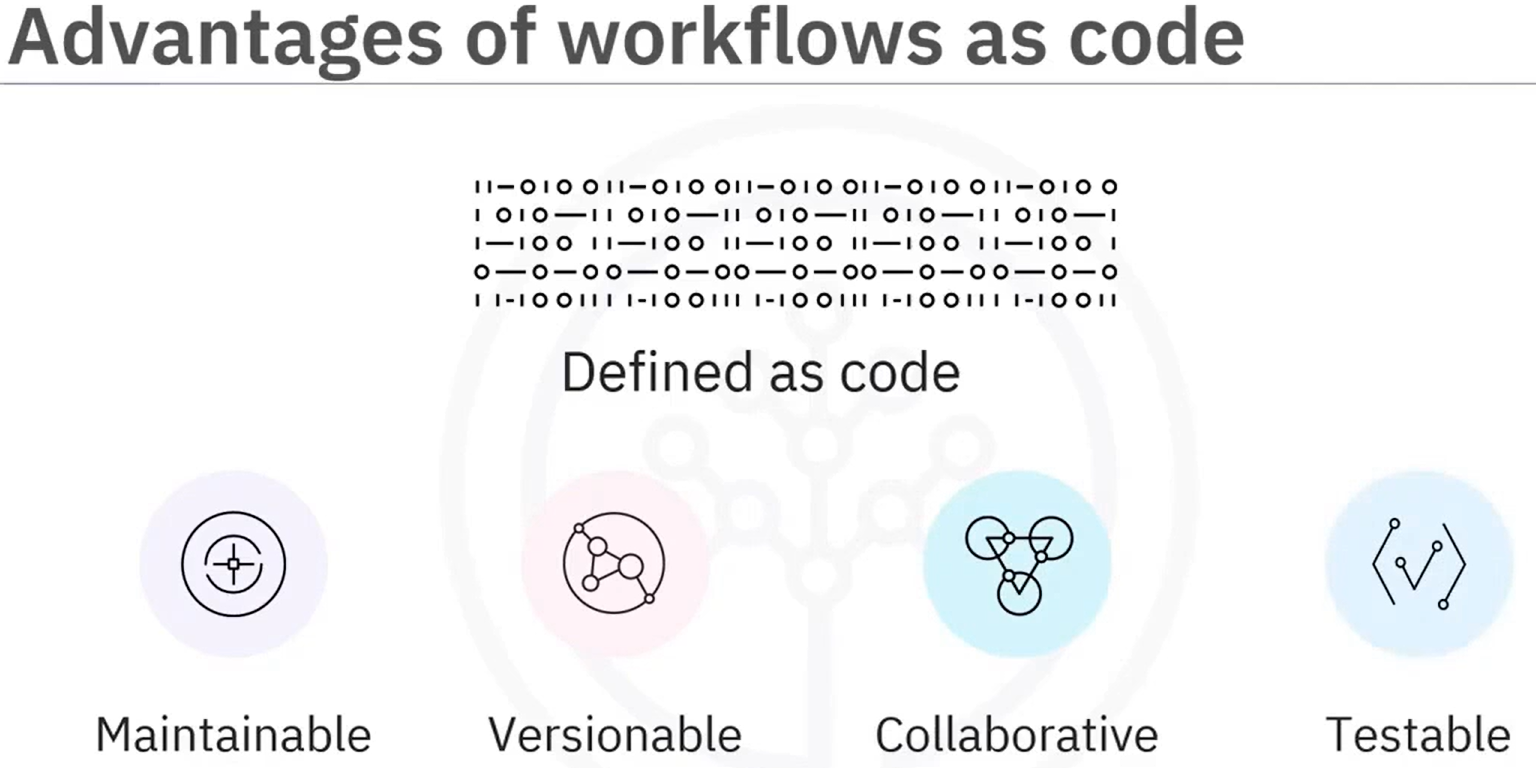 Advantages of workflows as code
Defined as code
Maintainable
Versionable
Collaborative
Testable